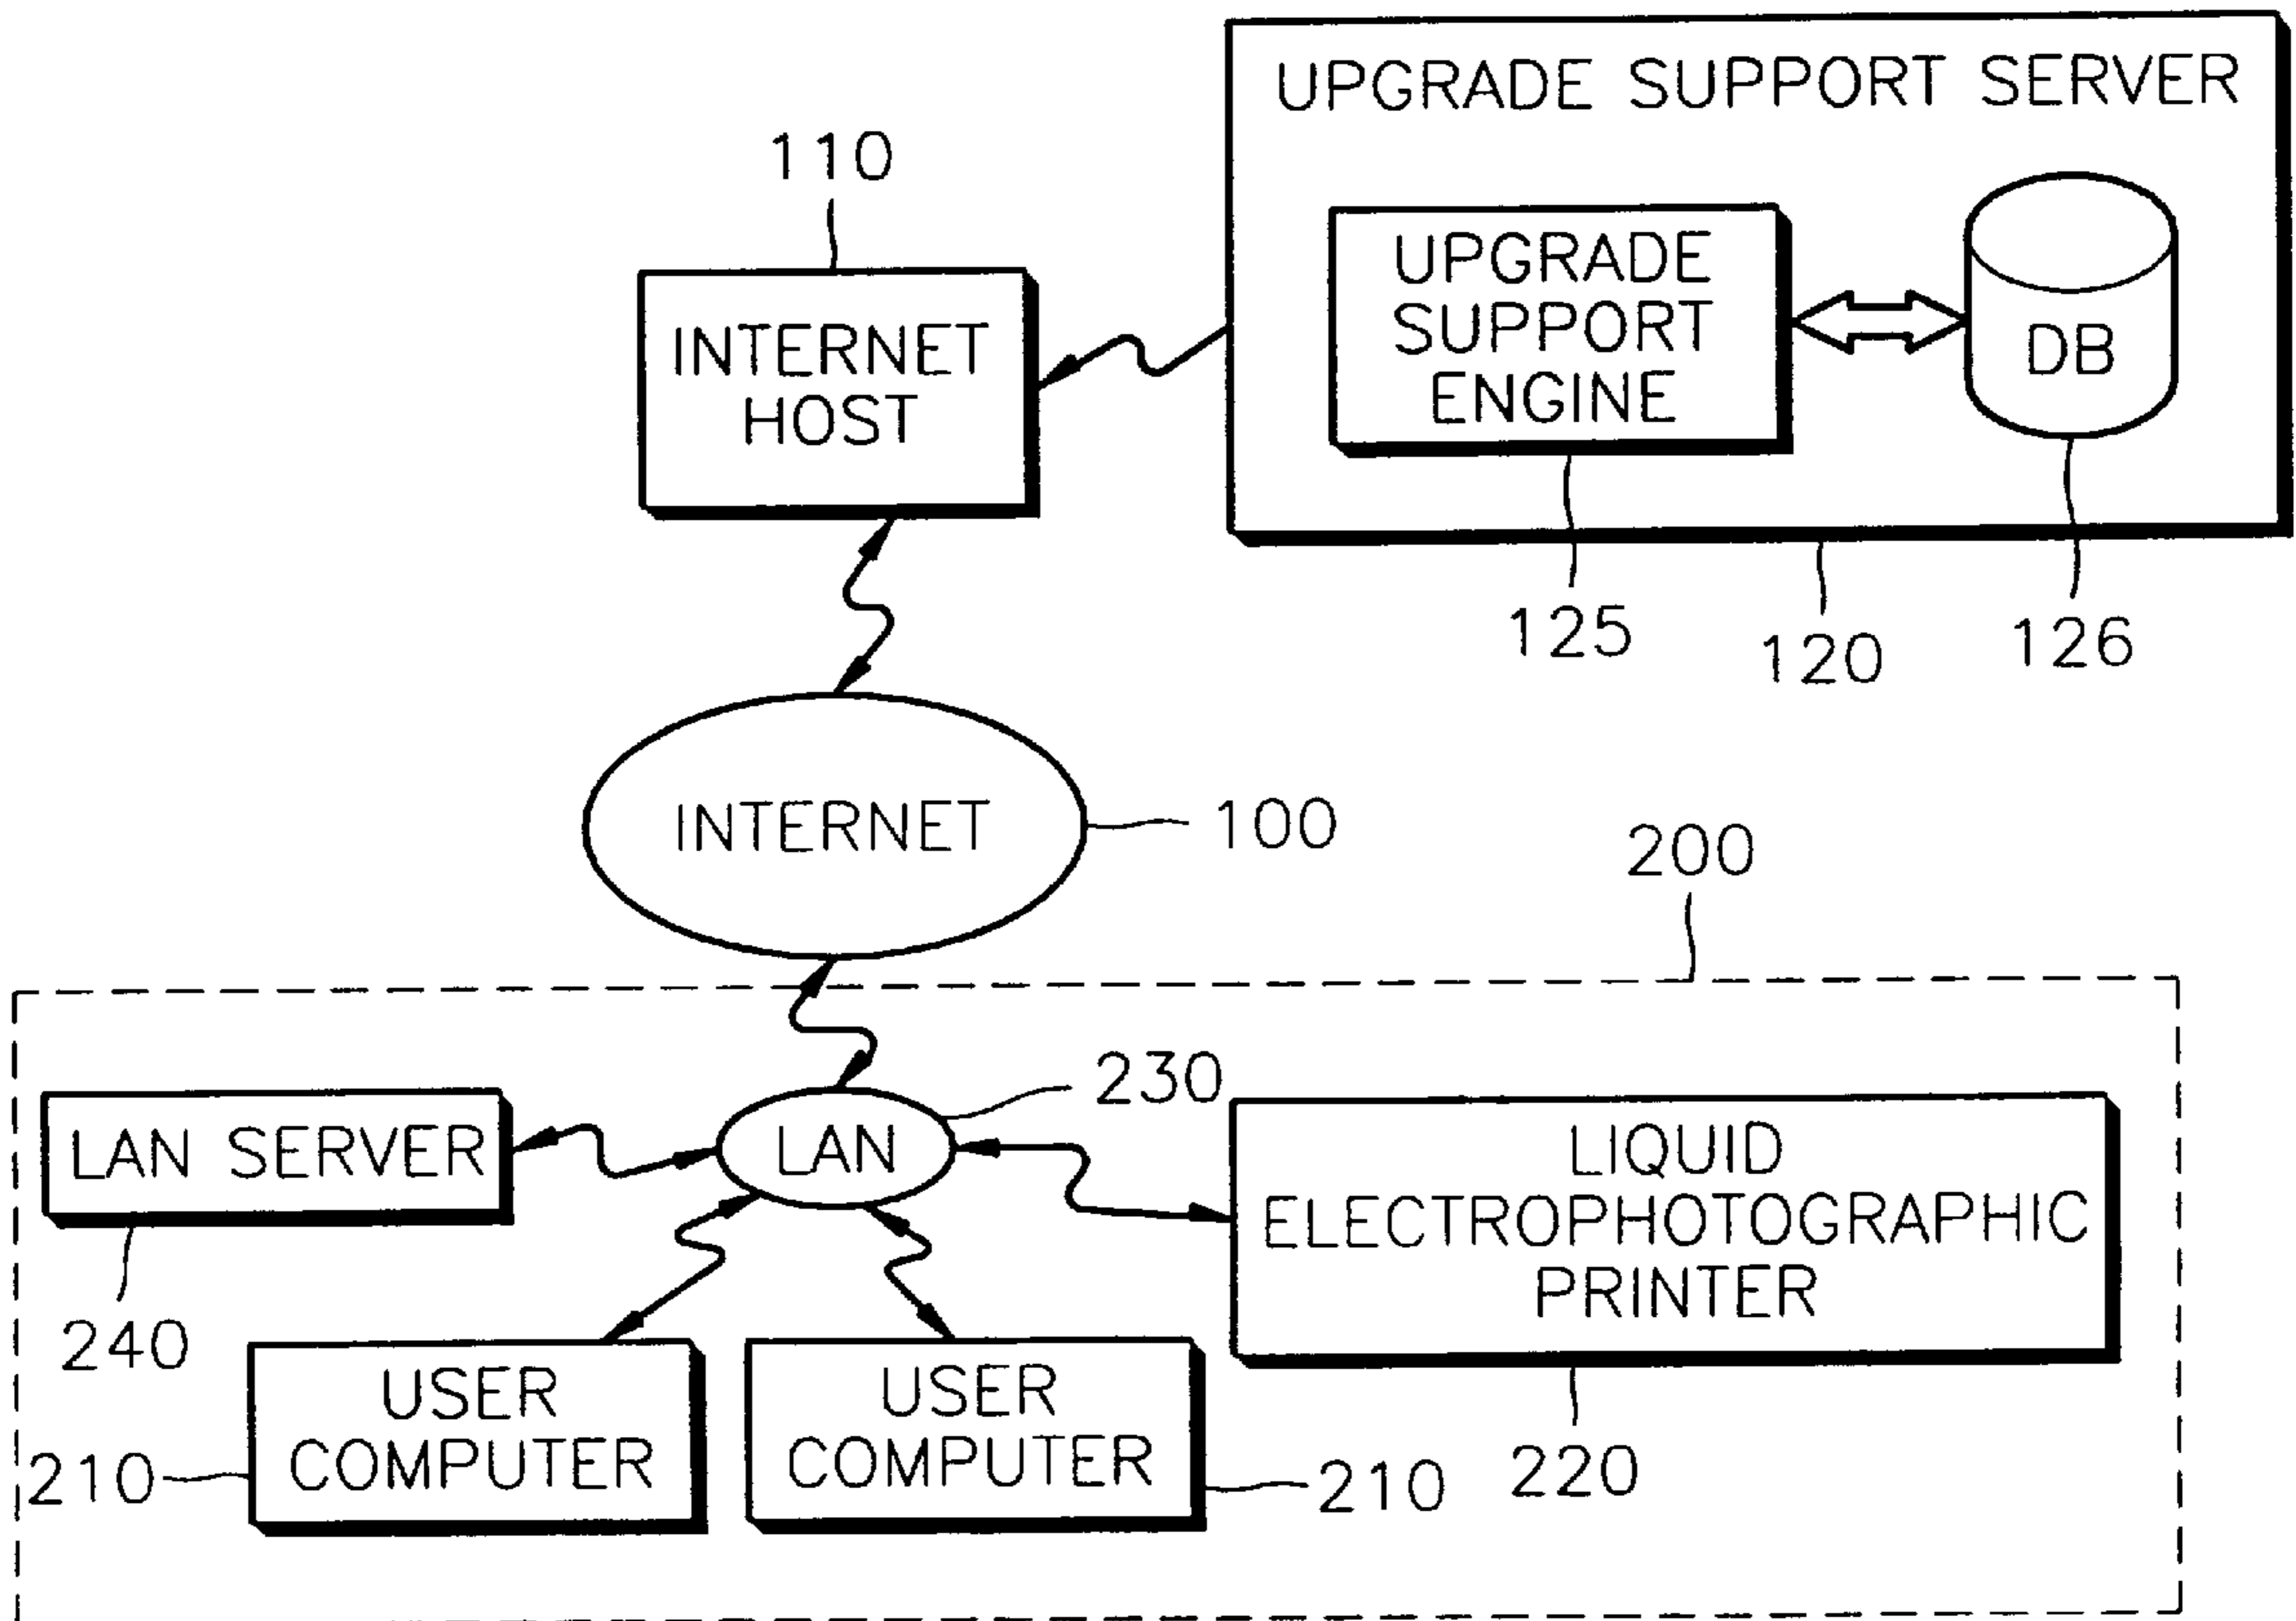 UPGRADE SUPPORT SERVER
110
UPGRADE
SUPPORT
ENGINE
DB
INTERNET
HOST
125
120
126
INTERNET
100
200
230
LAN SERVER
LAN
LIQUID
ELECTROPHOTOGRAPHIC
PRINTER
240
USER
COMPUTER
USER
COMPUTER
210
210
220